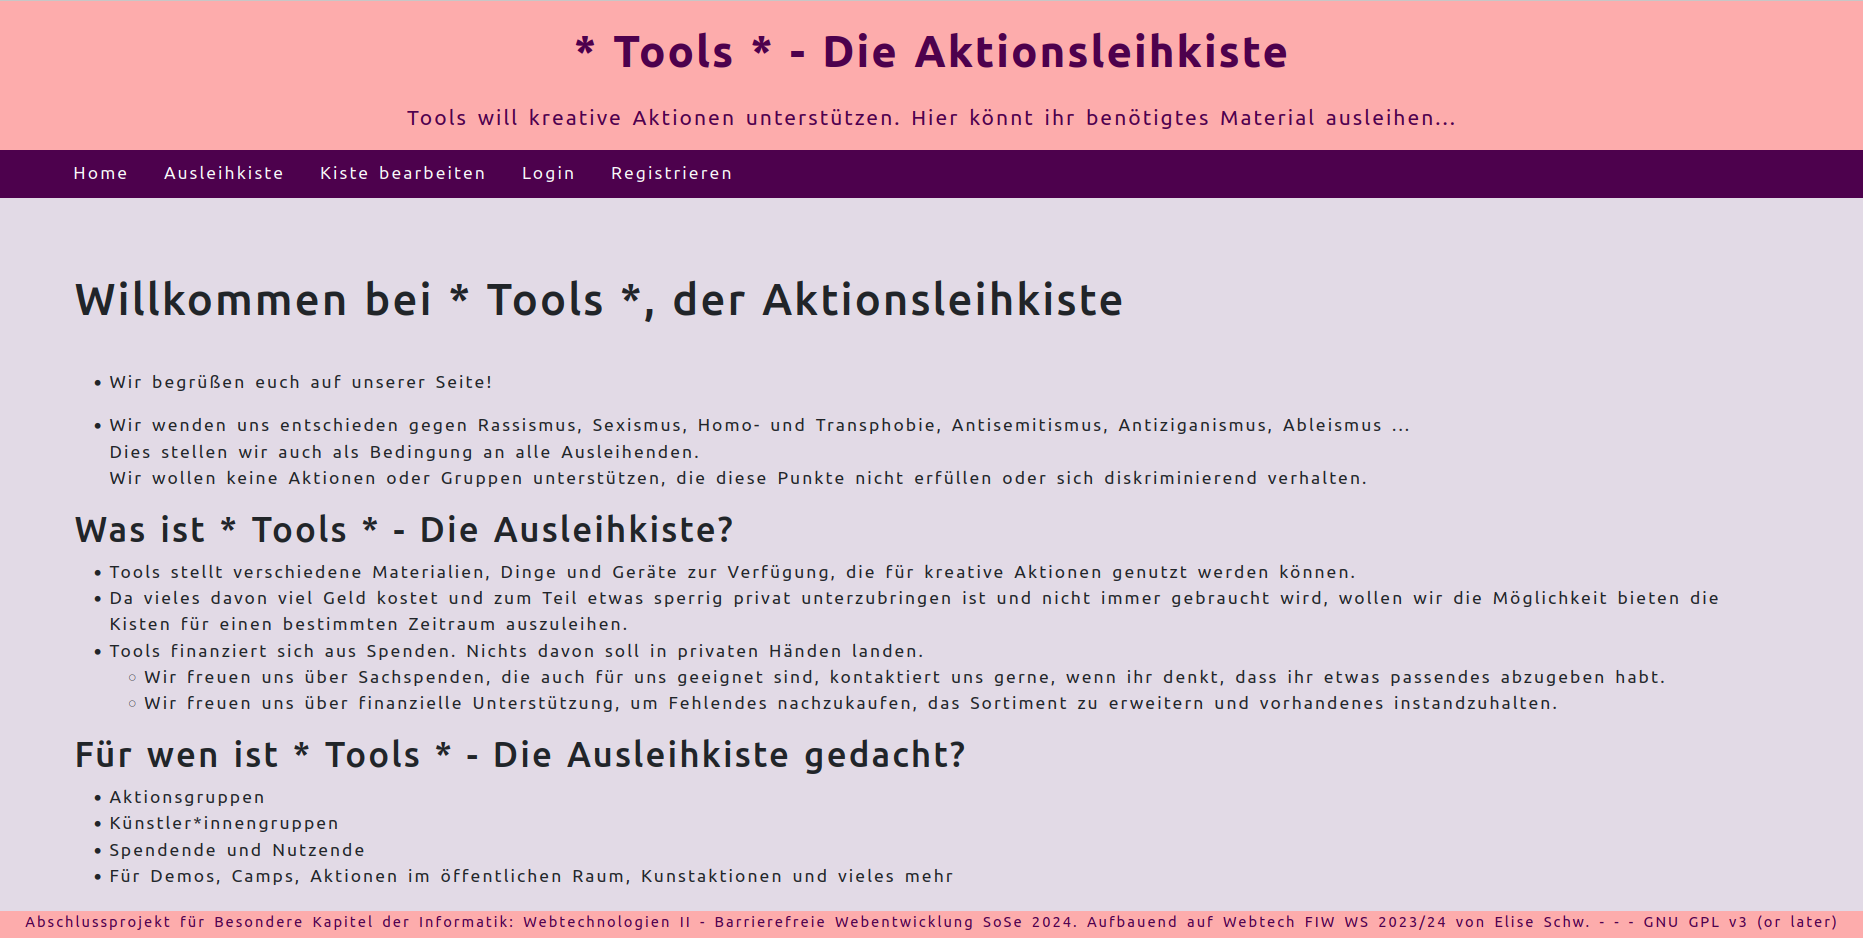 * Tools * - Die Aktionsleihkiste
Tools will kreative Aktionen unterstützen. Hier könnt ihr benötigtes Material ausleihen...
Home Ausleihkiste Kiste bearbeiten Login Registrieren
Willkommen bei * Tools *, der Aktionsleihkiste
• Wir begrüßen euch auf unserer Seite!
• Wir wenden uns entschieden gegen Rassismus, Sexismus, Homo- und Transphobie, Antisemitismus, Antiziganismus, Ableismus ...
Dies stellen wir auch als Bedingung an alle Ausleihenden.
Wir wollen keine Aktionen oder Gruppen unterstützen, die diese Punkte nicht erfüllen oder sich diskriminierend verhalten.
Was ist * Tools * - Die Ausleihkiste?
• Tools stellt verschiedene Materialien, Dinge und Geräte zur Verfügung, die für kreative Aktionen genutzt werden können.
• Da vieles davon viel Geld kostet und zum Teil etwas sperrig privat unterzubringen ist und nicht immer gebraucht wird, wollen wir die Möglichkeit bieten die
Kisten für einen bestimmten Zeitraum auszuleihen.
• Tools finanziert sich aus Spenden. Nichts davon soll in privaten Händen landen.
◦ Wir freuen uns über Sachspenden, die auch für uns geeignet sind, kontaktiert uns gerne, wenn ihr denkt, dass ihr etwas passendes abzugeben habt.
◦ Wir freuen uns über finanzielle Unterstützung, um Fehlendes nachzukaufen, das Sortiment zu erweitern und vorhandenes instandzuhalten.
Für wen ist * Tools * - Die Ausleihkiste gedacht?
• Aktionsgruppen
• Künstler*innengruppen
• Spendende und Nutzende
• Für Demos, Camps, Aktionen im öffentlichen Raum, Kunstaktionen und vieles mehr
Abschlussprojekt für Besondere Kapitel der Informatik: Webtechnologien II - Barrierefreie Webentwicklung SoSe 2024. Aufbauend auf Webtech FIW WS 2023/24 von Elise Schw. - - - GNU GPL v3 (or later)